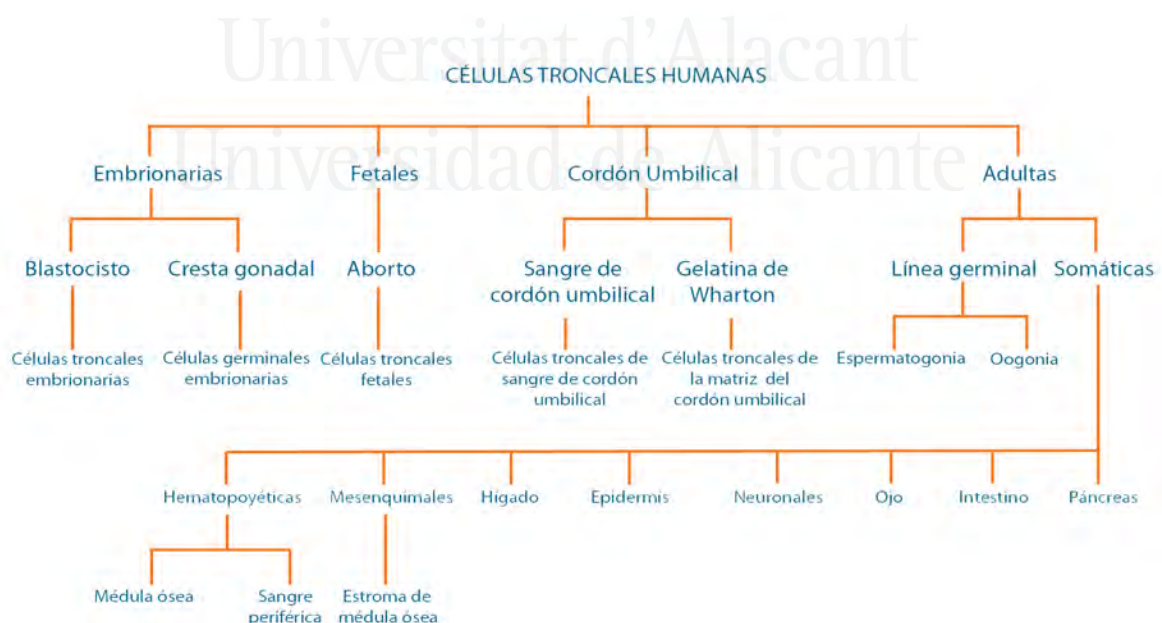 Universitat d'Alacant
CÉLULAS TRONCALES HUMANAS
Universidad de Alicante
Embrionarias Fetales Cordón Umbilical Adultas
Blastocisto Cresta gonadal Aborto Sangre de cordón umbilical Gelatina de Wharton Línea germinal Somáticas
Células troncales
embrionarias
Células germinales
embrionarias
Células troncales
fetales
Células troncales de
sangre de cordón
umbilical
Células troncales de
la matriz del
cordón umbilical
Espermatogonia Oogonia
Hematopoyéticas Mesenquimales Hígado Epidermis Neuronales Ojo Intestino Páncreas
Médula ósea
Sangre
periférica
Estroma de
médula ósea